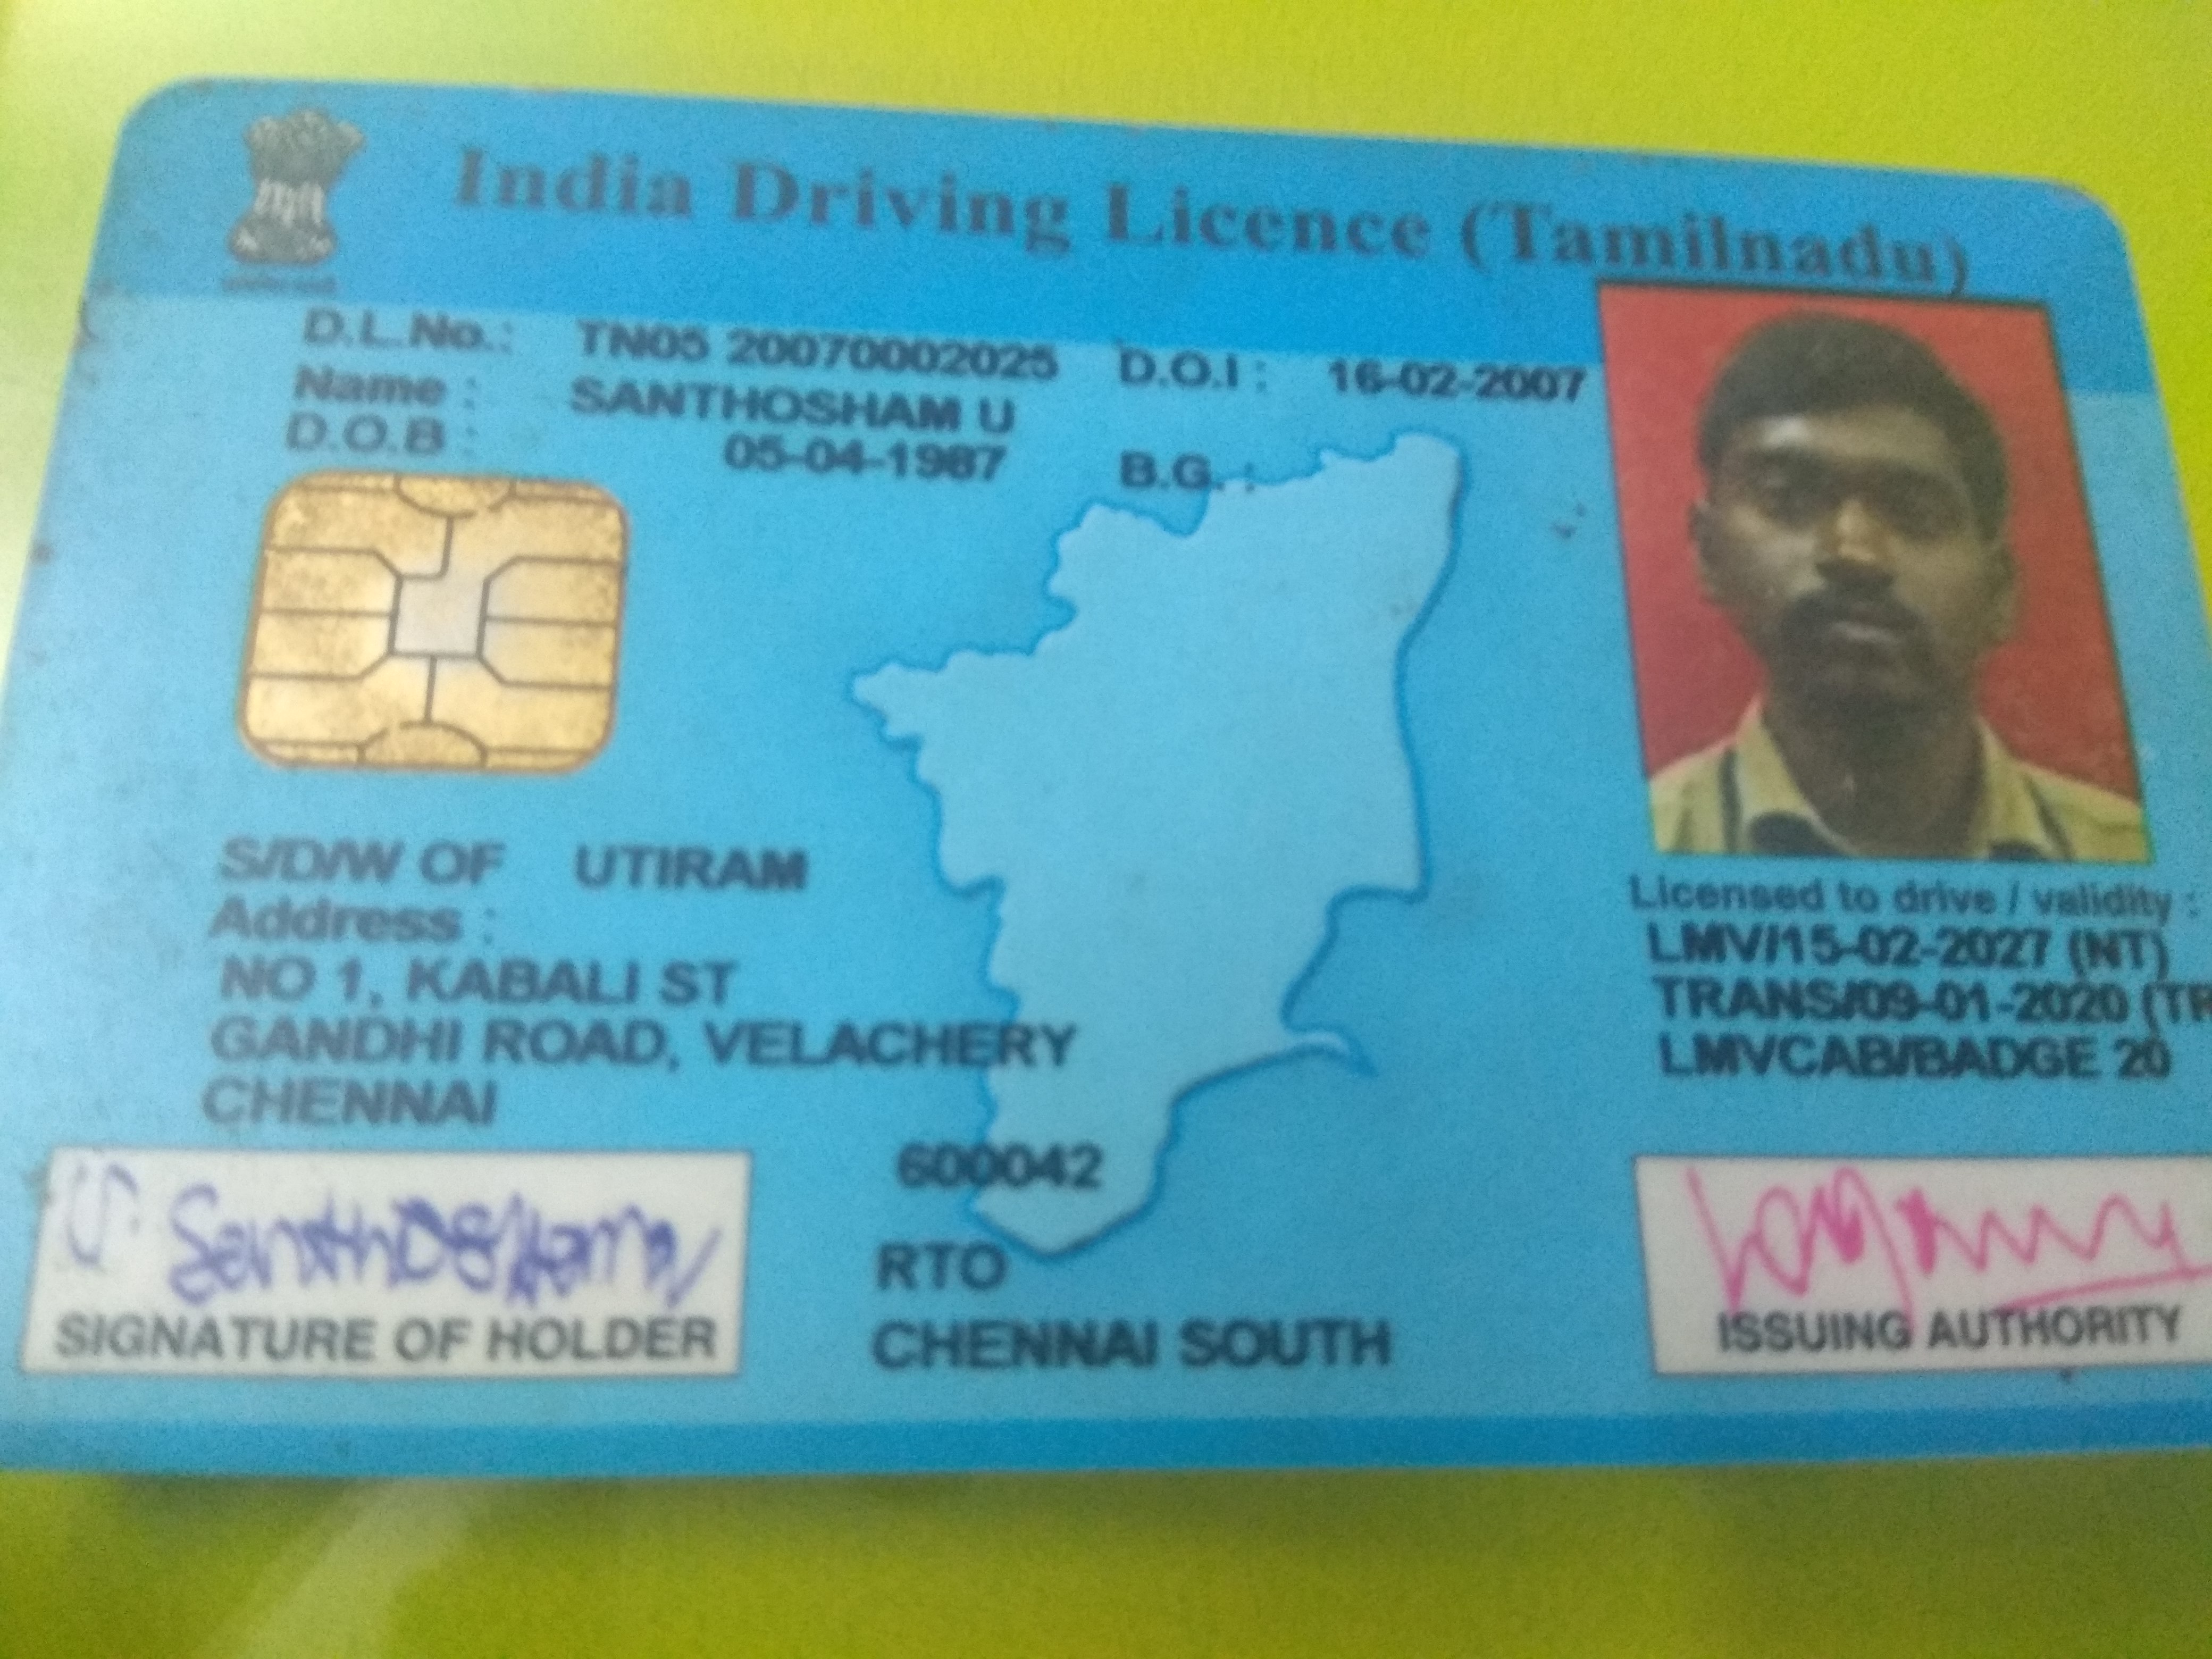 India Driving Licence (Tamilnadu)
D.L.No.: TN05 20070002025 D.O.I : 16-02-2007
Name : SANTHOSHAM U
D.O.B : 05-04-1987 B.G. :
S/D/W OF UTIRAM
Address :
NO 1, KABALI ST
GANDHI ROAD, VELACHERY
CHENNAI
600042
Licensed to drive / validity :
LMV/15-02-2027 (NT)
TRANS/09-01-2020 (TR
LMVCAB/BADGE 20
U. Santhosham
SIGNATURE OF HOLDER
RTO
CHENNAI SOUTH
ISSUING AUTHORITY